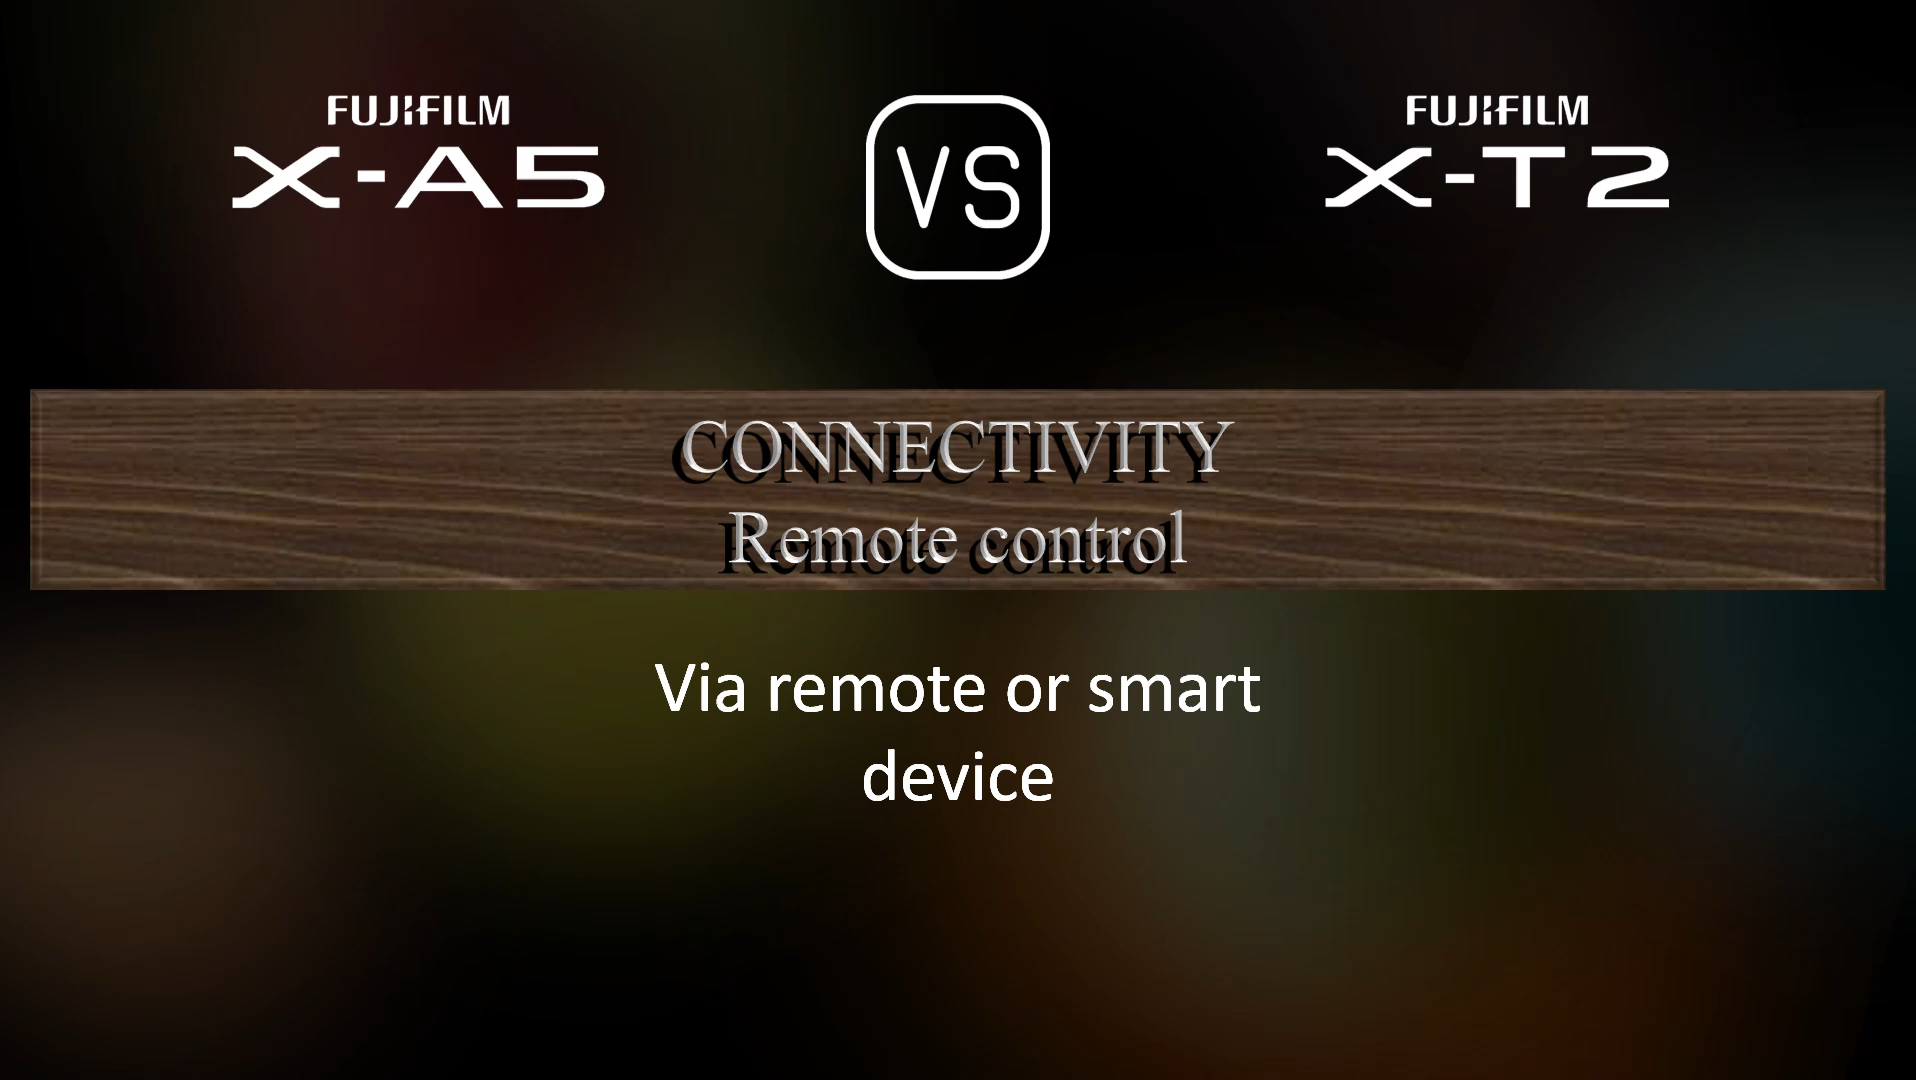 FUJIFILM
X-A5
VS
FUJIFILM
X-T2
CONNECTIVITY
Remote control
Via remote or smart
device